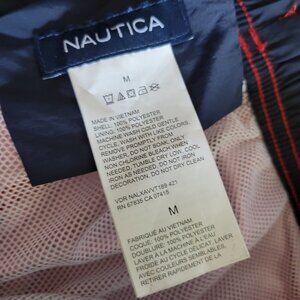 NAUTICA
M
MADE IN VIETNAM
SHELL: 100% POLYESTER
LINING: 100% POLYESTER
MACHINE WASH COLD GENTLE
CYCLE, WASH WITH LIKE COLORS.
REMOVE PROMPTLY FROM
WASHER, DO NOT SOAK, ONLY
NON CHLORINE BLEACH WHEN
NEEDED, TUMBLE DRY LOW, COOL
IRON AS NEEDED, DO NOT IRON
DECORATION, DO NOT DRY CLEAN
RN 67835 CA 07418
M
FABRIQUÉ AU VIETNAM
COQUE: 100% POLYESTER
DOUBLURE: 100% POLYESTER
LAVER À LA MACHINE À L'EAU
FROIDE AU CYCLE DÉLICAT, LAVER
AVEC COULEURS SEMBLABLES,
RETIRER RAPIDEMENT DE LA